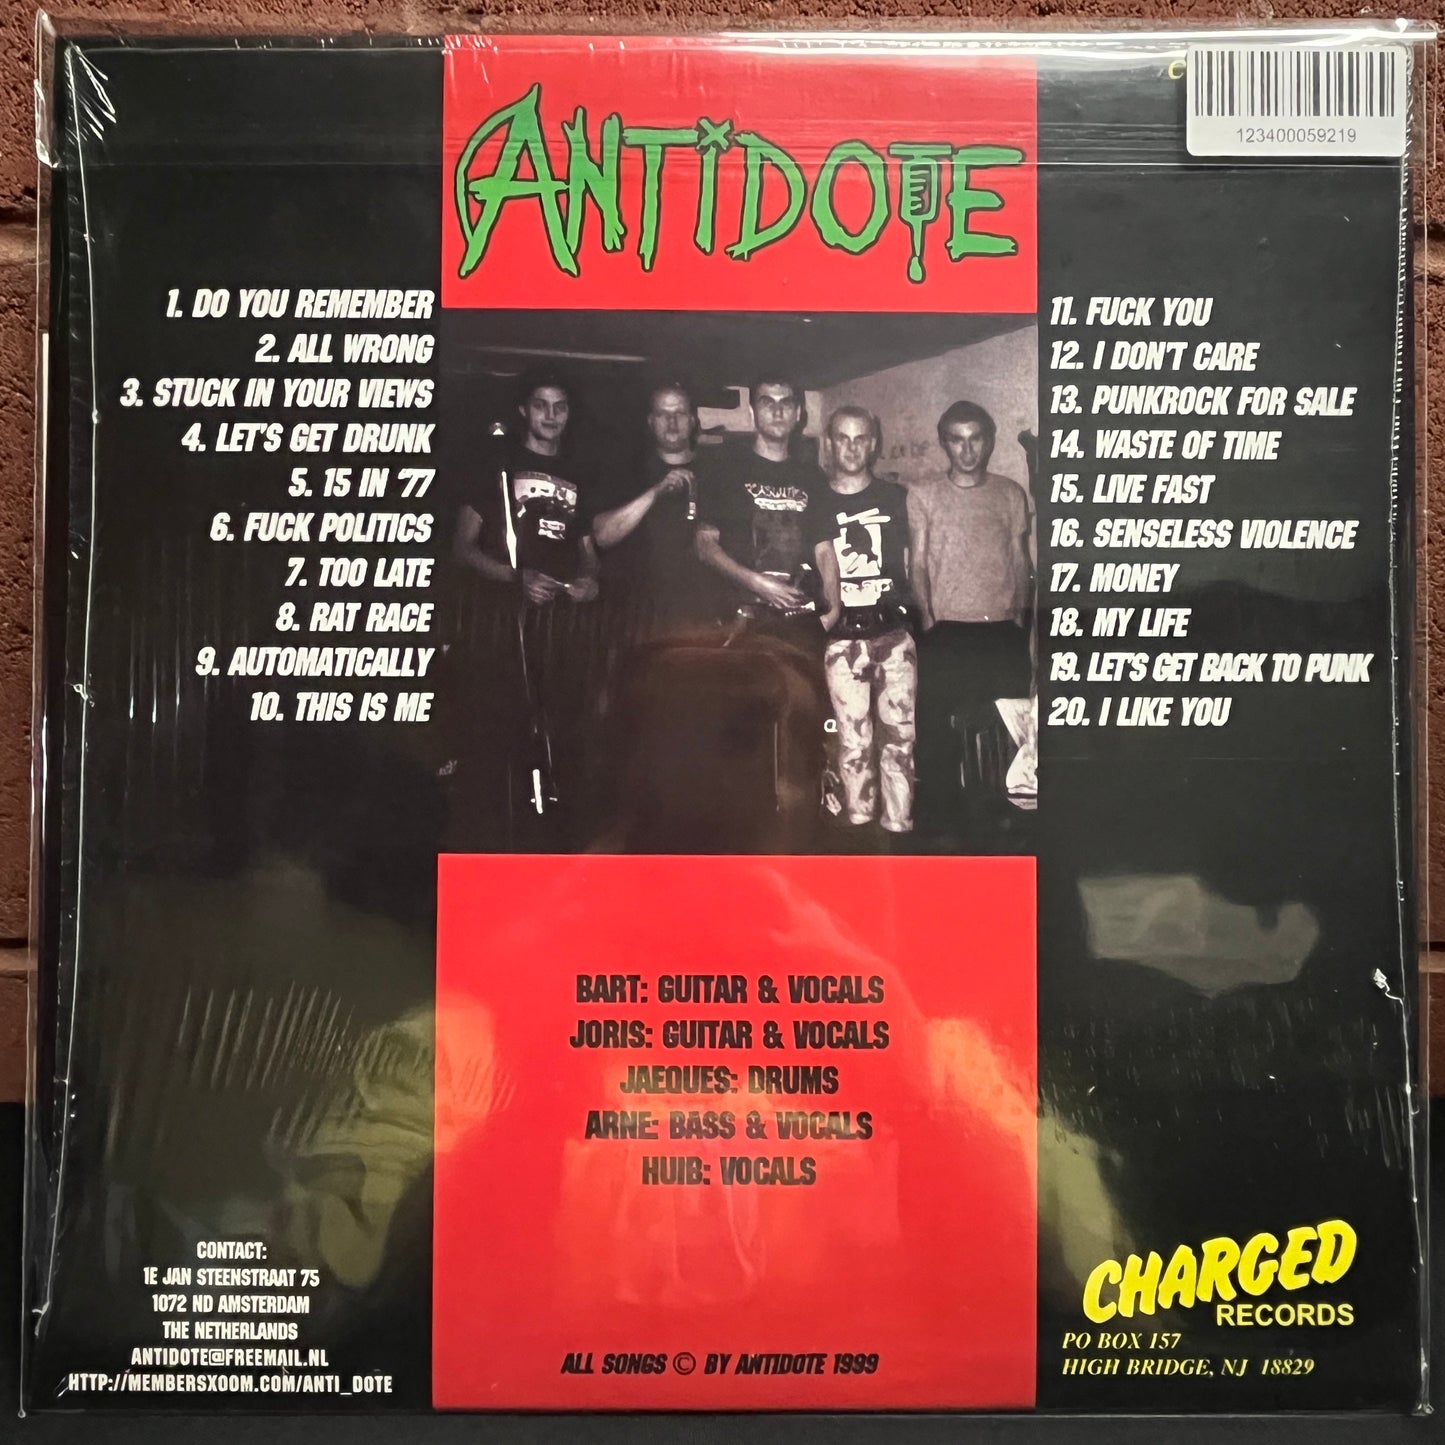 ANTIDOTE
123400059219
1. DO YOU REMEMBER
2. ALL WRONG
3. STUCK IN YOUR VIEWS
4. LET'S GET DRUNK
5. 15 IN '77
6. FUCK POLITICS
7. TOO LATE
8. RAT RACE
9. AUTOMATICALLY
10. THIS IS ME
11. FUCK YOU
12. I DON'T CARE
13. PUNKROCK FOR SALE
14. WASTE OF TIME
15. LIVE FAST
16. SENSELESS VIOLENCE
17. MONEY
18. MY LIFE
19. LET'S GET BACK TO PUNK
20. I LIKE YOU
CASUALTIES
BART: GUITAR & VOCALS
JORIS: GUITAR & VOCALS
JAEQUES: DRUMS
ARNE: BASS & VOCALS
HUIB: VOCALS
ALL SONGS © BY ANTIDOTE 1999
CONTACT:
1E JAN STEENSTRAAT 75
1072 ND AMSTERDAM
THE NETHERLANDS
ANTIDOTE@FREEMAIL.NL
HTTP://MEMBERSXOOM.COM/ANTI_DOTE
CHARGED
RECORDS
PO BOX 157
HIGH BRIDGE, NJ 18829